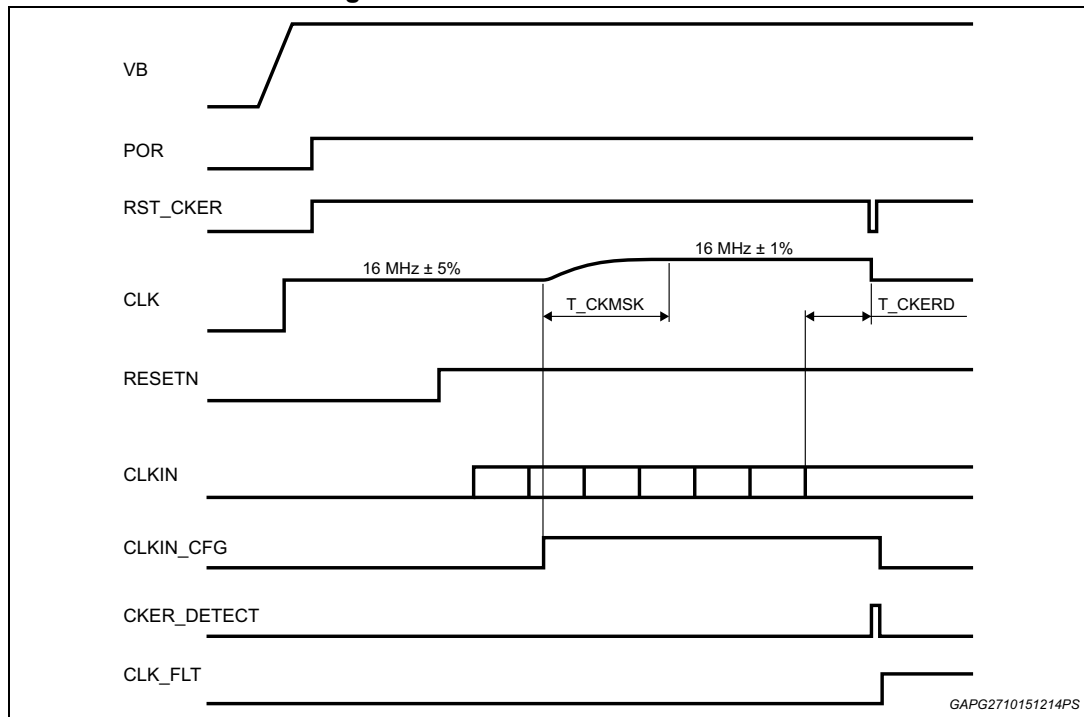 VB
POR
RST_CKER
16 MHz ± 1%
16 MHz ± 5%
CLK
T_CKMSK
T_CKERD
RESETN
CLKIN
CLKIN_CFG
CKER_DETECT
CLK_FLT
GAPG2710151214PS